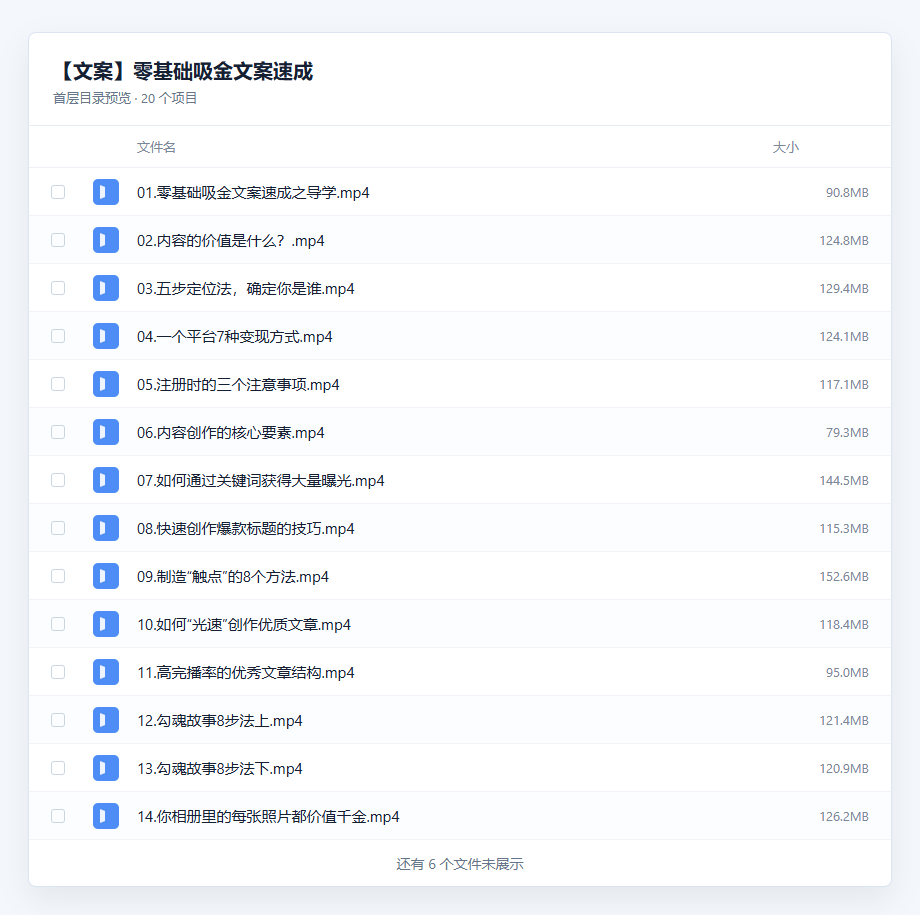 【文案】零基础吸金文案速成
首层目录预览 · 20 个项目
文件名 大小
01.零基础吸金文案速成之导学.mp4 90.8MB
02.内容的价值是什么？.mp4 124.8MB
03.五步定位法，确定你是谁.mp4 129.4MB
04.一个平台7种变现方式.mp4 124.1MB
05.注册时的三个注意事项.mp4 117.1MB
06.内容创作的核心要素.mp4 79.3MB
07.如何通过关键词获得大量曝光.mp4 144.5MB
08.快速创作爆款标题的技巧.mp4 115.3MB
09.制造“触点”的8个方法.mp4 152.6MB
10.如何“光速”创作优质文章.mp4 118.4MB
11.高完播率的优秀文章结构.mp4 95.0MB
12.勾魂故事8步法上.mp4 121.4MB
13.勾魂故事8步法下.mp4 120.9MB
14.你相册里的每张照片都价值千金.mp4 126.2MB
还有 6 个文件未展示